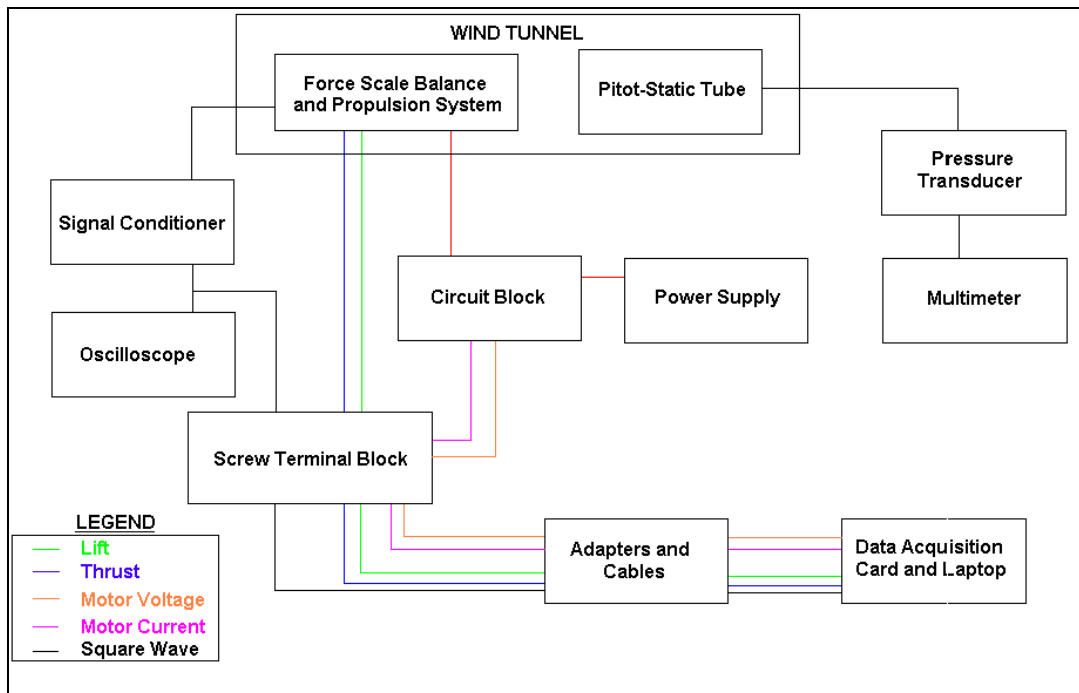 WIND TUNNEL
Force Scale Balance
and Propulsion System
Pitot-Static Tube
Pressure
Transducer
Signal Conditioner
Circuit Block
Power Supply
Multimeter
Oscilloscope
Screw Terminal Block
LEGEND
Lift
Thrust
Motor Voltage
Motor Current
Square Wave
Adapters and
Cables
Data Acquisition
Card and Laptop